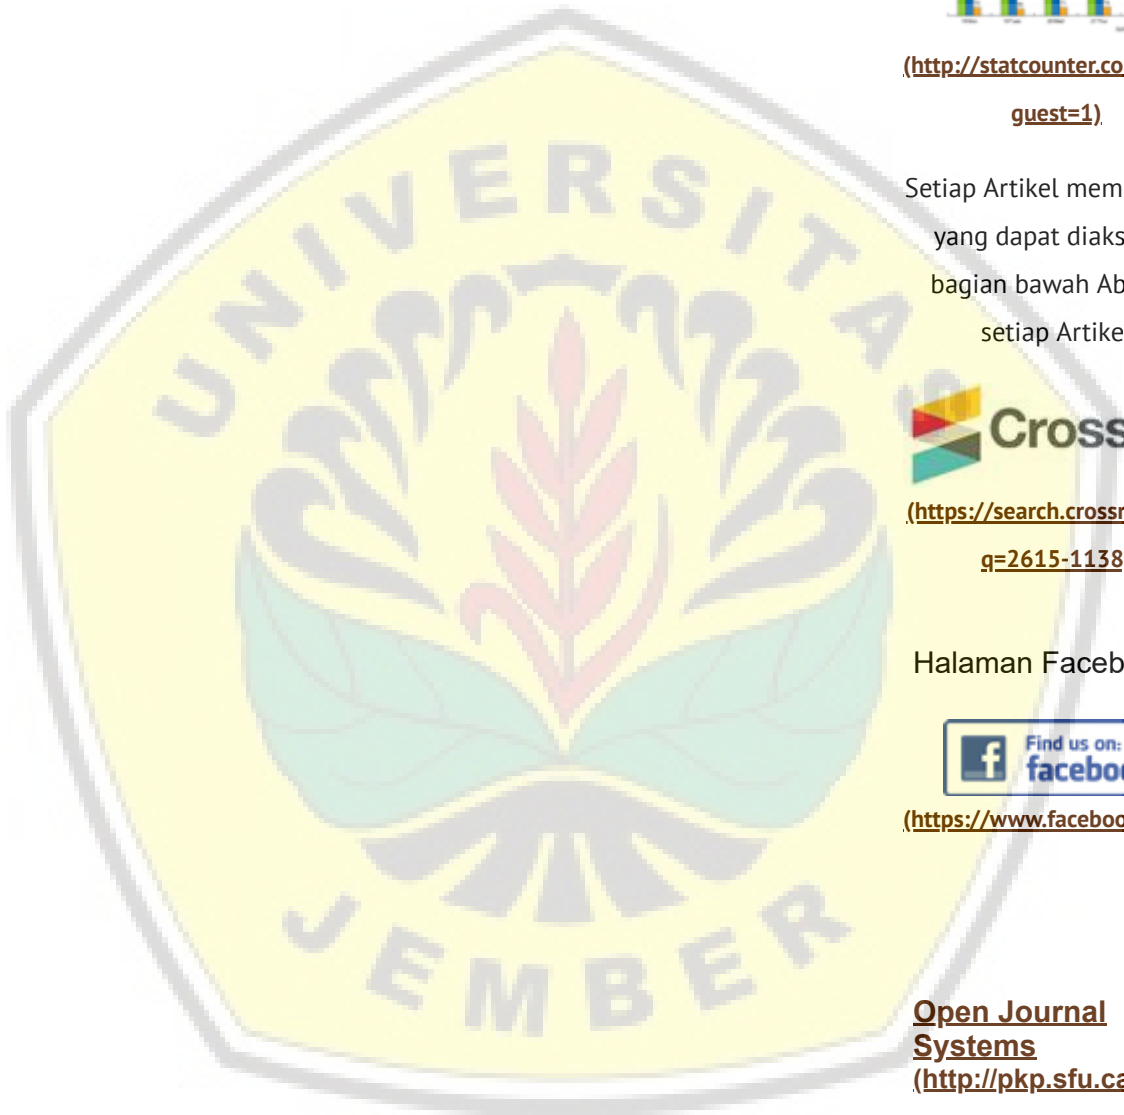 (http://statcounter.co
guest=1)
Setiap Artikel mem
yang dapat diaks
bagian bawah Ab
setiap Artike
Cross
(https://search.crossr
q=2615-1138
Halaman Faceb
Find us on:
faceboo
(https://www.faceboo
Open Journal
Systems
(http://pkp.sfu.ca
UNIVERSITAS
JEMBER